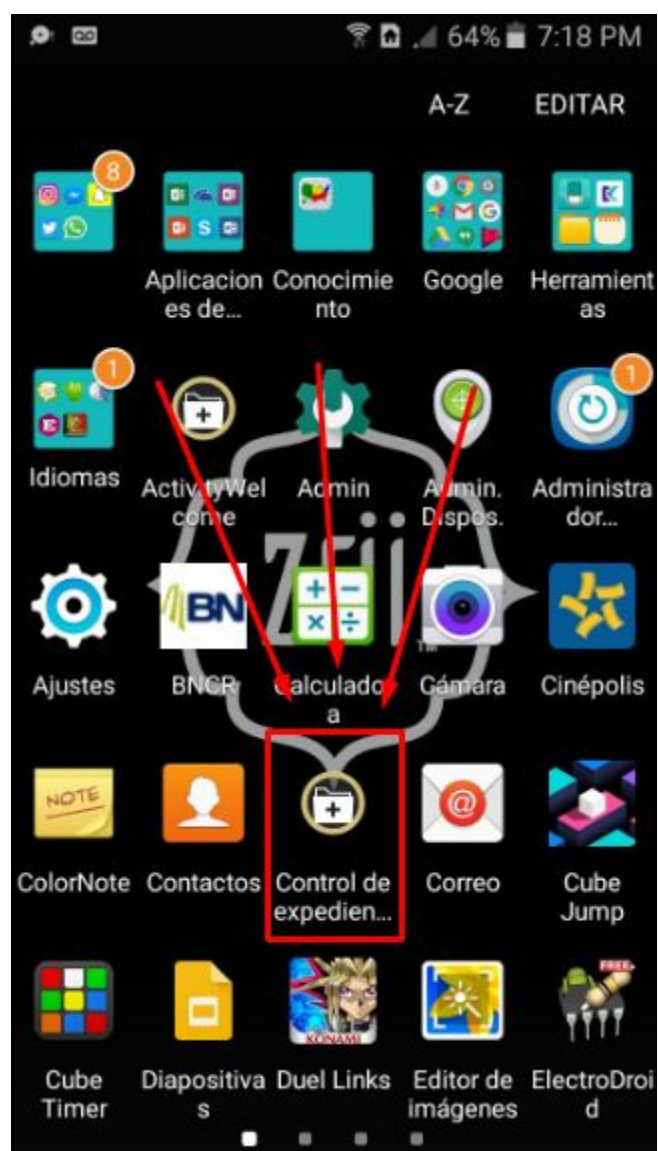 64% 7:18 PM
A-Z EDITAR
8
Aplicacion Conocimie Google Herramient
es de... nto as
1 1
Idiomas ActivityWel Admin Admin. Administra
come Dispos. dor...
BN
Ajustes BNCR Calculador Cámara Cinépolis
a
NOTE
ColorNote Contactos Control de Correo Cube
expedien... Jump
KONAMI FREE
Cube Diapositiva Duel Links Editor de ElectroDroi
Timer s imágenes d